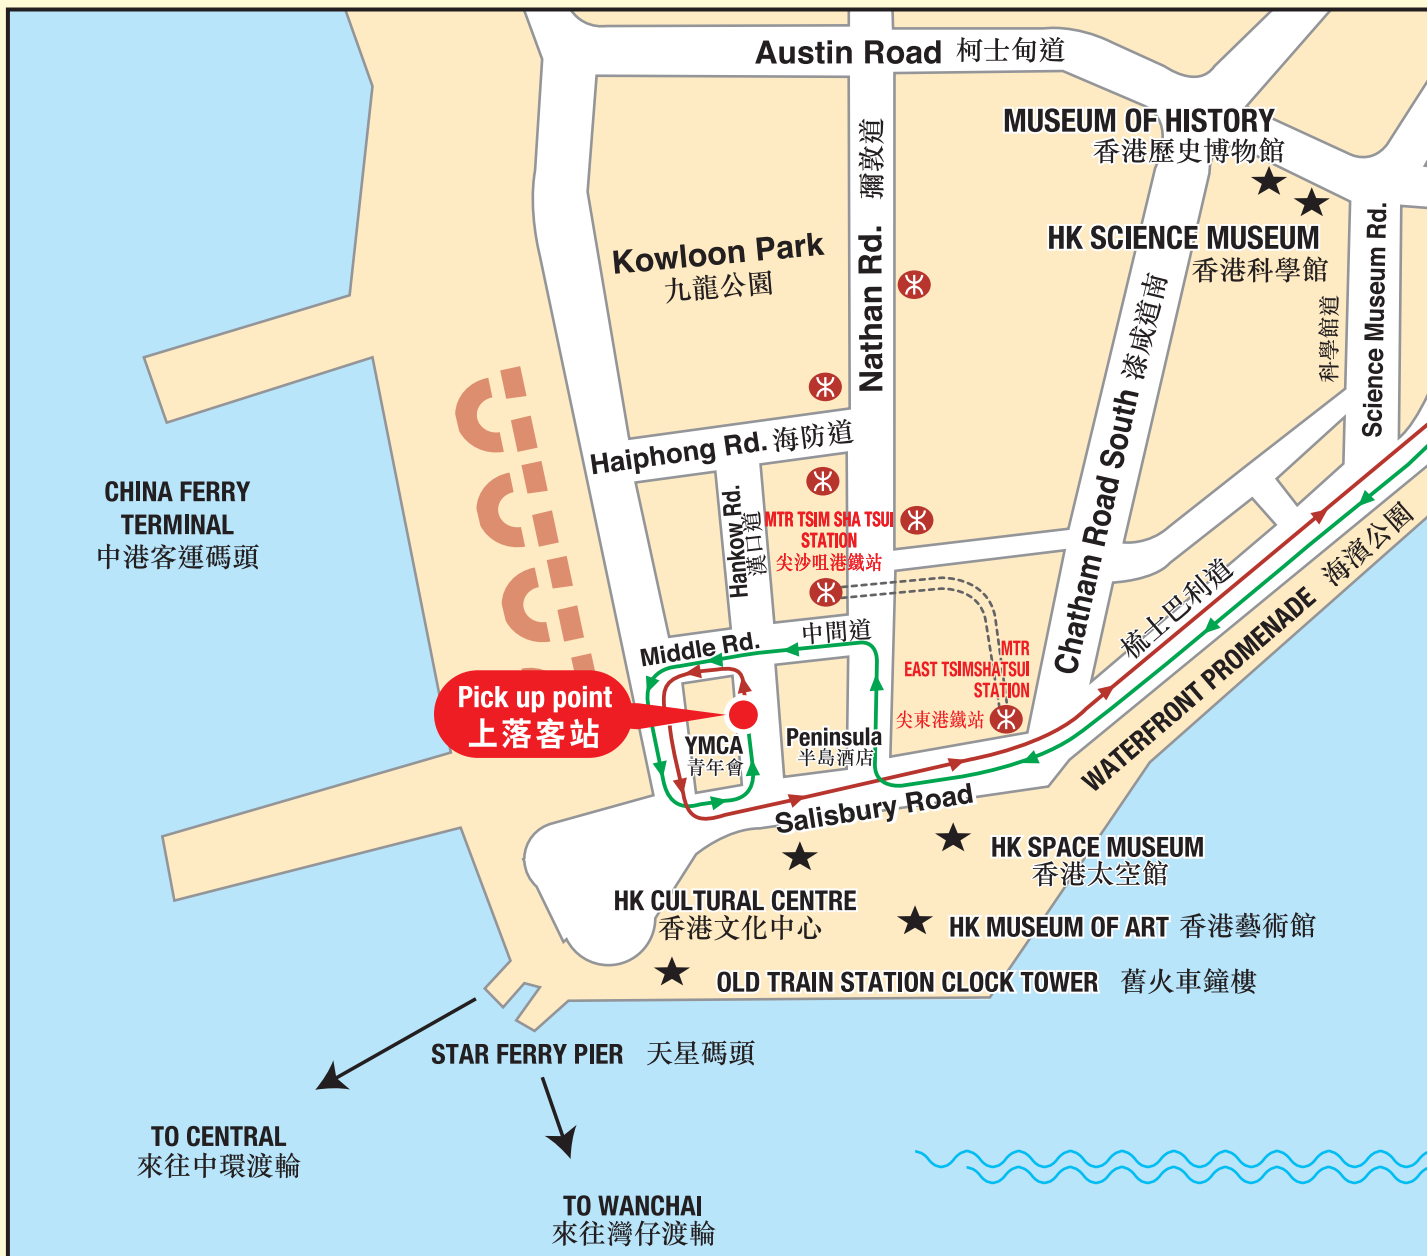 Austin Road 柯士甸道
MUSEUM OF HISTORY
香港歷史博物館
彌敦道
Nathan Rd.
HK SCIENCE MUSEUM
香港科學館
Kowloon Park
九龍公園
Science Museum Rd.
科學館道
Chatham Road South 漆咸道南
Haiphong Rd. 海防道
Hankow Rd.
漢口道
MTR TSIM SHA TSUI
STATION
尖沙咀港鐵站
CHINA FERRY
TERMINAL
中港客運碼頭
Middle Rd. 中間道
MTR
EAST TSIMSHATSUI
STATION
尖東港鐵站
梳士巴利道
WATERFRONT PROMENADE 海濱公園
Pick up point
上落客站
YMCA
青年會
Peninsula
半島酒店
Salisbury Road
HK SPACE MUSEUM
香港太空館
HK CULTURAL CENTRE
香港文化中心
HK MUSEUM OF ART 香港藝術館
OLD TRAIN STATION CLOCK TOWER 舊火車鐘樓
STAR FERRY PIER 天星碼頭
TO CENTRAL
來往中環渡輪
TO WANCHAI
來往灣仔渡輪